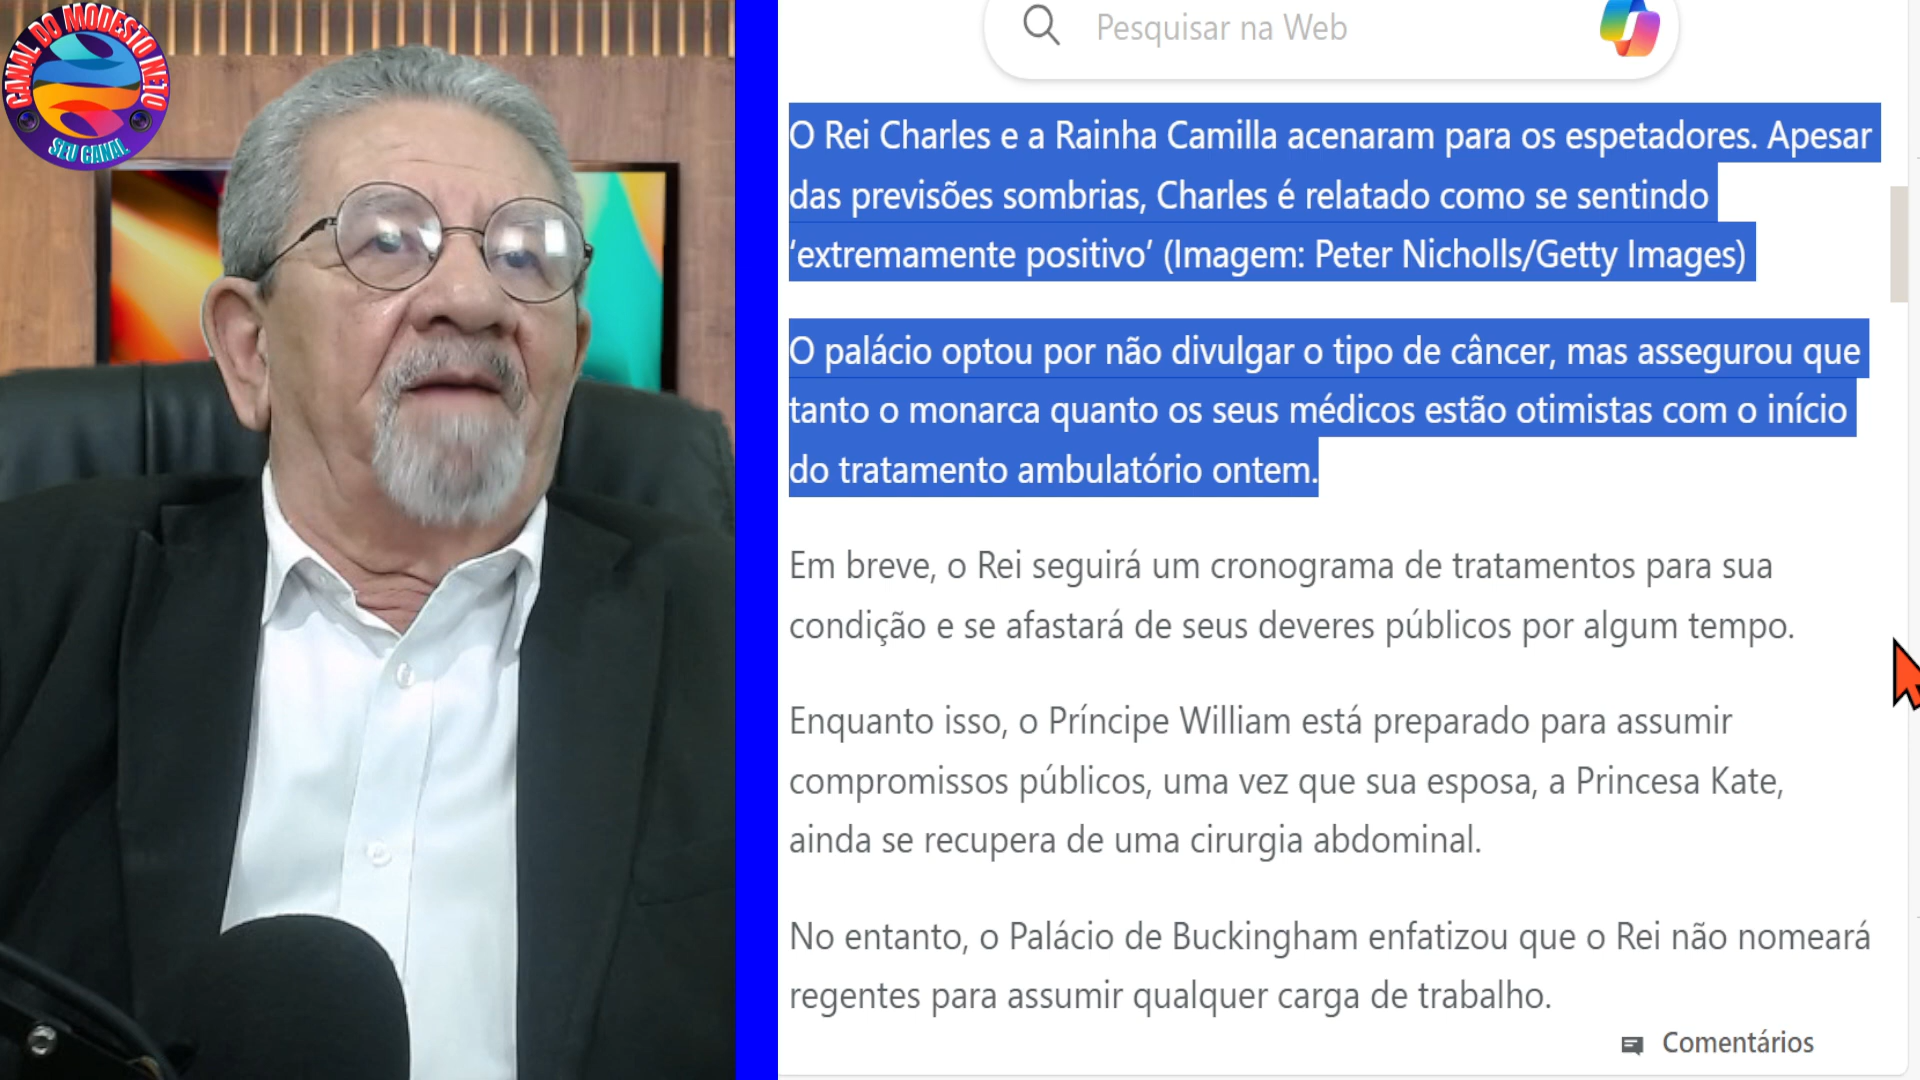 CANAL DO MODESTO NETO
SEU CANAL
Pesquisar na Web
O Rei Charles e a Rainha Camilla acenaram para os espetadores. Apesar
das previsões sombrias, Charles é relatado como se sentindo
‘extremamente positivo’ (Imagem: Peter Nicholls/Getty Images)
O palácio optou por não divulgar o tipo de câncer, mas assegurou que
tanto o monarca quanto os seus médicos estão otimistas com o início
do tratamento ambulatório ontem.
Em breve, o Rei seguirá um cronograma de tratamentos para sua
condição e se afastará de seus deveres públicos por algum tempo.
Enquanto isso, o Príncipe William está preparado para assumir
compromissos públicos, uma vez que sua esposa, a Princesa Kate,
ainda se recupera de uma cirurgia abdominal.
No entanto, o Palácio de Buckingham enfatizou que o Rei não nomeará
regentes para assumir qualquer carga de trabalho.
Comentários